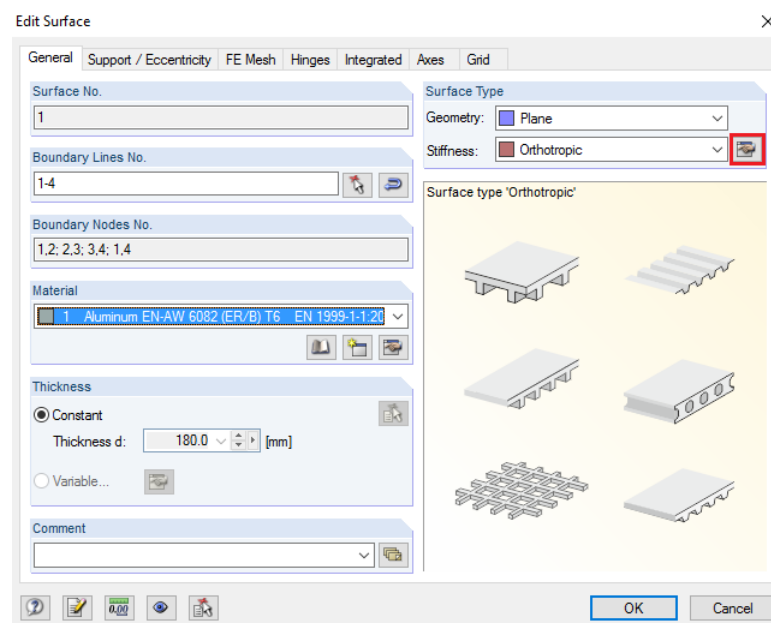 Edit Surface
General Support / Eccentricity FE Mesh Hinges Integrated Axes Grid
Surface No.
1
Boundary Lines No.
1-4
Boundary Nodes No.
1,2; 2,3; 3,4; 1,4
Material
1 Aluminum EN-AW 6082 (ER/B) T6 EN 1999-1-1:20
Thickness
Constant
Thickness d: 180.0 [mm]
Variable...
Comment
Surface Type
Geometry: Plane
Stiffness: Orthotropic
Surface type 'Orthotropic'
0.00
OK Cancel